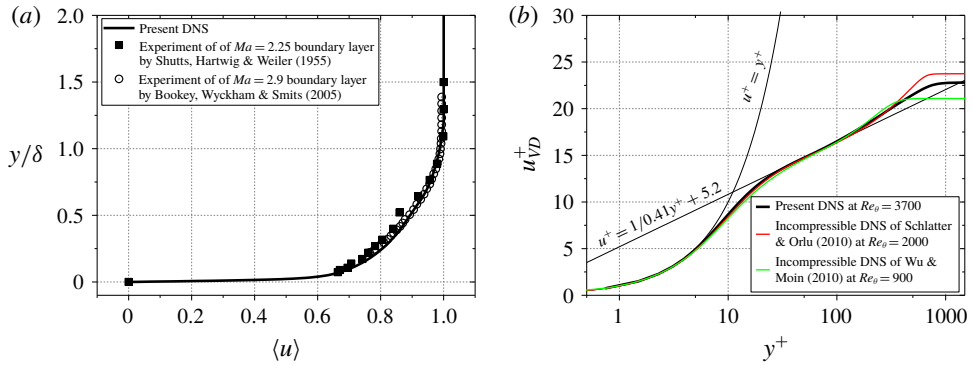 (a)
2.0
1.5
1.0
0.5
0
y/δ
Present DNS
Experiment of of Ma = 2.25 boundary layer
by Shutts, Hartwig & Weiler (1955)
Experiment of of Ma = 2.9 boundary layer
by Bookey, Wyckham & Smits (2005)
0 0.2 0.4 0.6 0.8 1.0
⟨u⟩
(b)
30
25
20
15
10
5
0
u+VD
u+ = y+
u+ = 1/0.41y+ + 5.2
Present DNS at Reθ = 3700
Incompressible DNS of Schlatter
& Orlu (2010) at Reθ = 2000
Incompressible DNS of Wu &
Moin (2010) at Reθ = 900
1 10 100 1000
y+